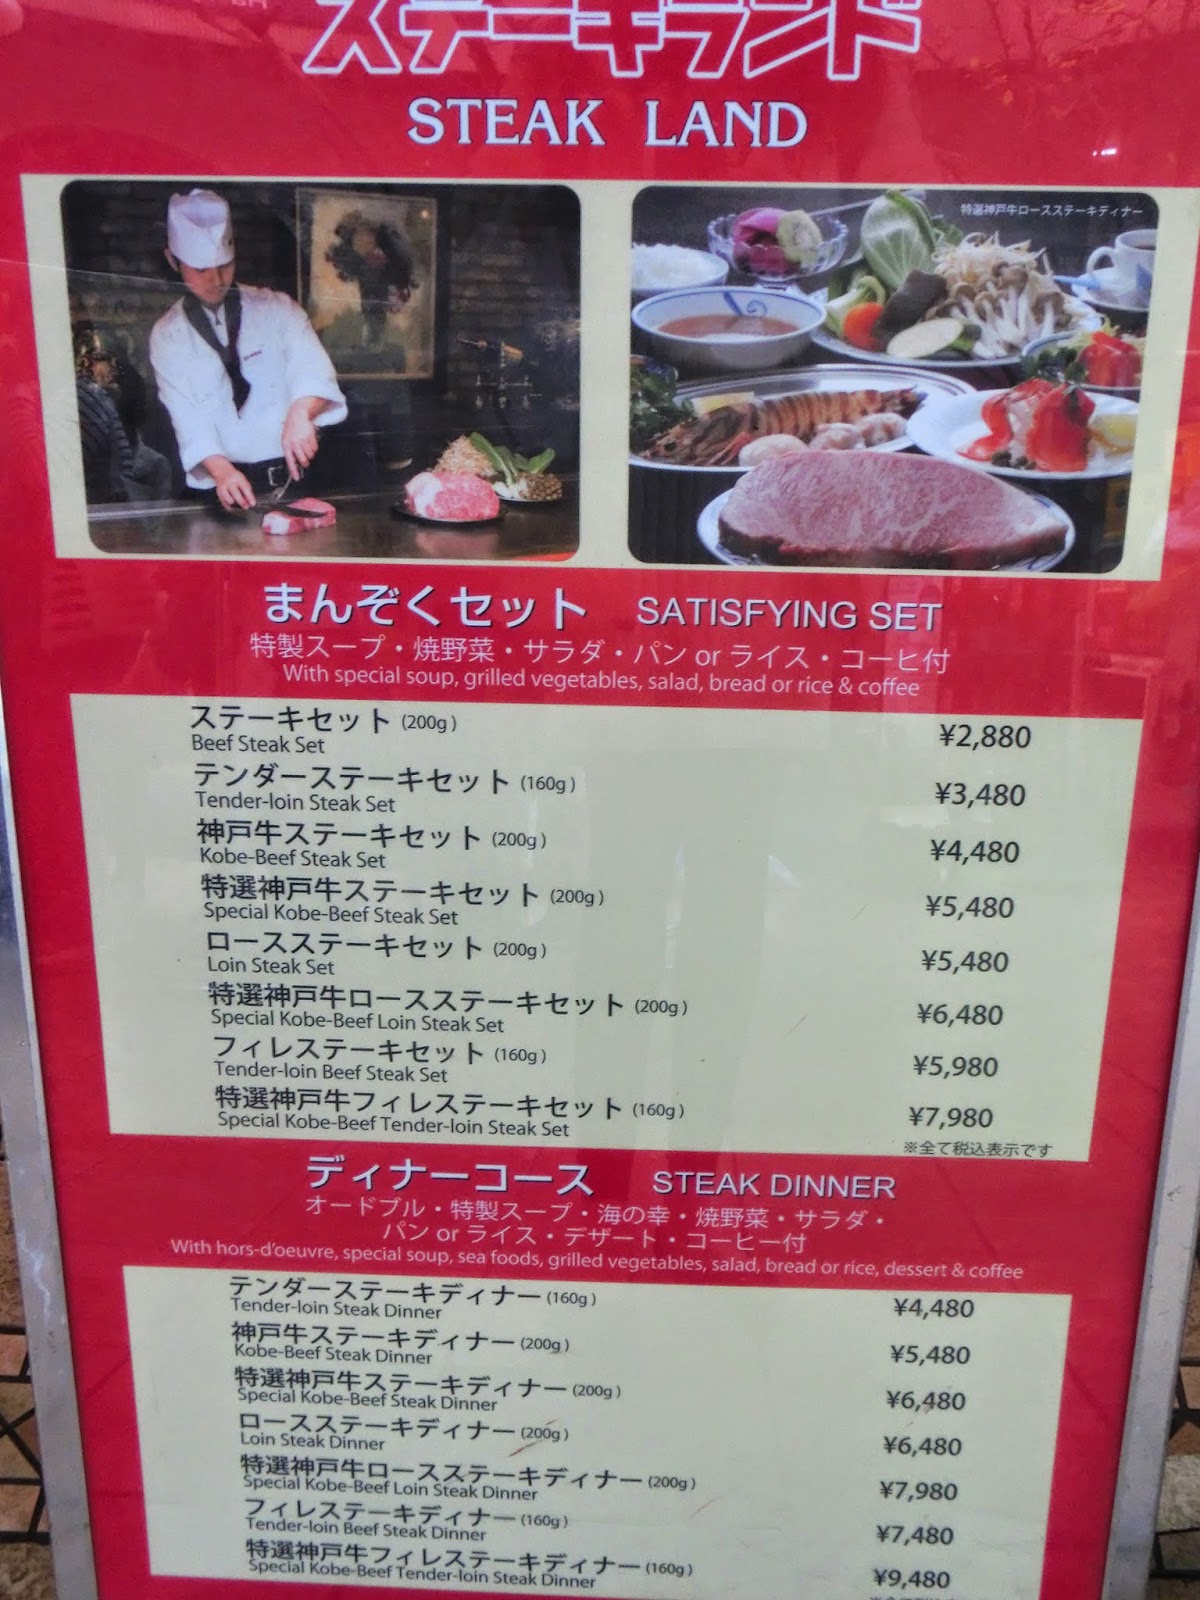 ステーキランド
STEAK LAND
特選神戸牛ロースステーキディナー
まんぞくセット SATISFYING SET
特製スープ・焼野菜・サラダ・パン or ライス・コーヒ付
With special soup, grilled vegetables, salad, bread or rice & coffee
ステーキセット (200g) ¥2,880
Beef Steak Set
テンダーステーキセット (160g) ¥3,480
Tender-loin Steak Set
神戸牛ステーキセット (200g) ¥4,480
Kobe-Beef Steak Set
特選神戸牛ステーキセット (200g) ¥5,480
Special Kobe-Beef Steak Set
ロースステーキセット (200g) ¥5,480
Loin Steak Set
特選神戸牛ロースステーキセット (200g) ¥6,480
Special Kobe-Beef Loin Steak Set
フィレステーキセット (160g) ¥5,980
Tender-loin Beef Steak Set
特選神戸牛フィレステーキセット (160g) ¥7,980
Special Kobe-Beef Tender-loin Steak Set
※全て税込表示です
ディナーコース STEAK DINNER
オードブル・特製スープ・海の幸・焼野菜・サラダ・
パン or ライス・デザート・コーヒー付
With hors-d'oeuvre, special soup, sea foods, grilled vegetables, salad, bread or rice, dessert & coffee
テンダーステーキディナー (160g) ¥4,480
Tender-loin Steak Dinner
神戸牛ステーキディナー (200g) ¥5,480
Kobe-Beef Steak Dinner
特選神戸牛ステーキディナー (200g) ¥6,480
Special Kobe-Beef Steak Dinner
ロースステーキディナー (200g) ¥6,480
Loin Steak Dinner
特選神戸牛ロースステーキディナー (200g) ¥7,980
Special Kobe-Beef Loin Steak Dinner
フィレステーキディナー (160g) ¥7,480
Tender-loin Beef Steak Dinner
特選神戸牛フィレステーキディナー (160g) ¥9,480
Special Kobe-Beef Tender-loin Steak Dinner